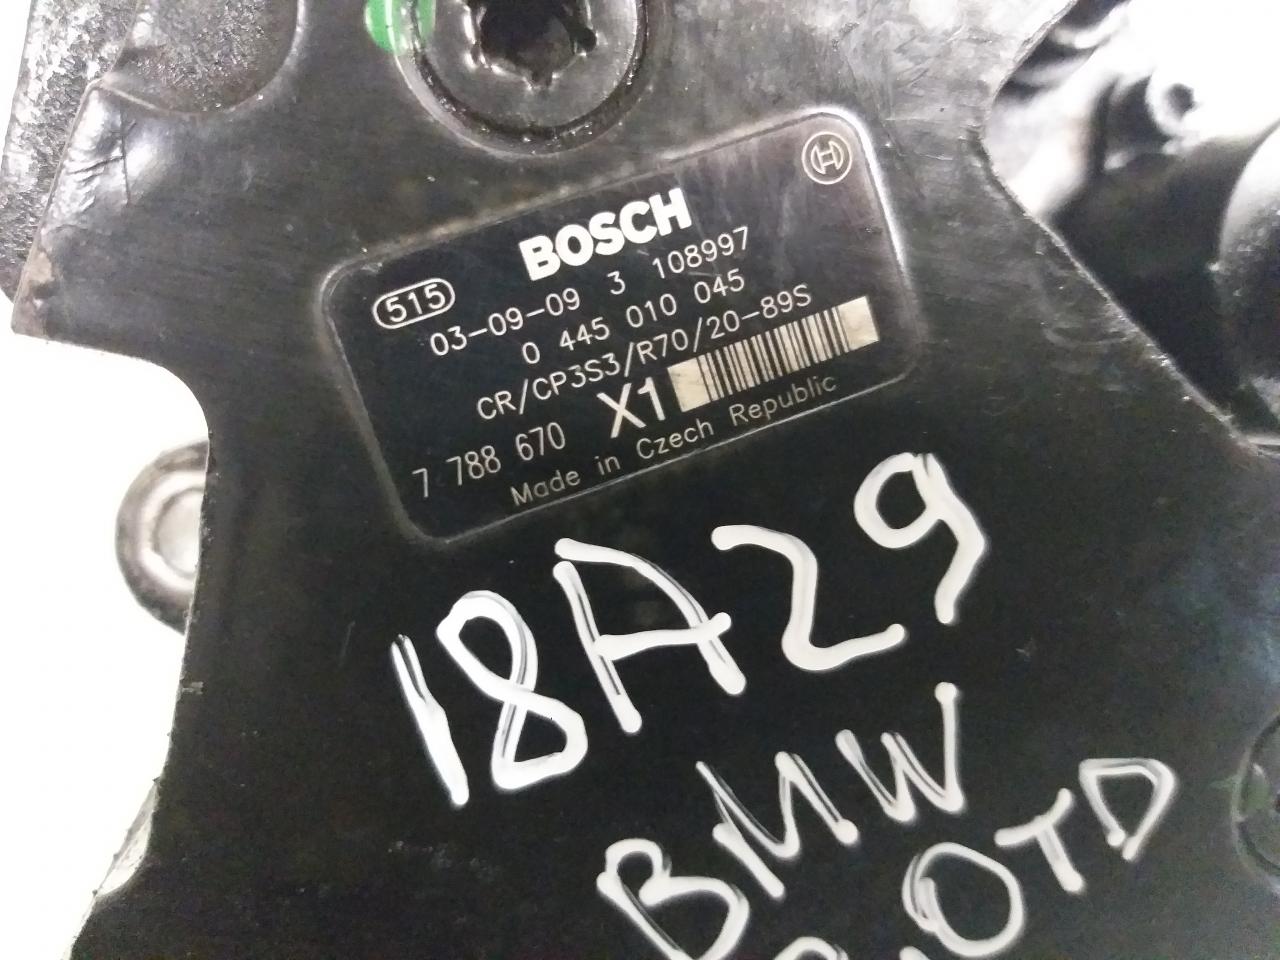 BOSCH
515
03-09-09 3 108997
0 445 010 045
CR/CP3S3/R70/20-89S
7 788 670 X1
Made in Czech Republic
18A29
BMW
.0TD